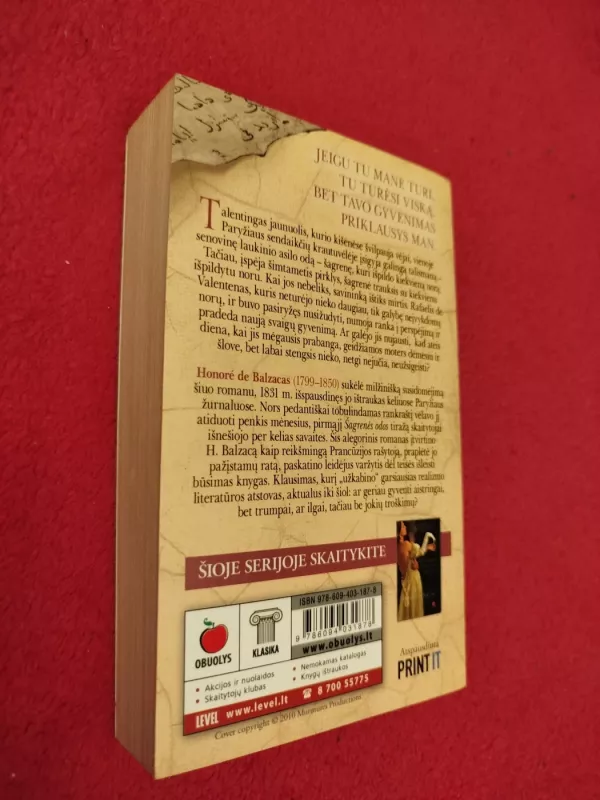 JEIGU TU MANE TURI,
TU TURĖSI VISKĄ,
BET TAVO GYVENIMAS
PRIKLAUSYS MAN.
Talentingas jaunuolis, kurio kišenėse švilpauja vėjai, vienoje
Paryžiaus sendaikčių krautuvėlėje įsigyja galingą talismaną –
senovinę laukinio asilo odą – šagrenę, kuri išpildo kiekvieną norą.
Tačiau, įspėja šimtametis pirklys, šagrenė trauksis su kiekvienu
išpildytu noru. Kai jos nebeliks, savininką ištiks mirtis. Rafaelis de
Valentenas, kuris neturėjo nieko daugiau, tik galybę neįvykdomų
norų, ir buvo pasiryžęs nusižudyti, numoja ranka į perspėjimą ir
pradeda naują svaigų gyvenimą. Ar galėjo jis nujausti, kad ateis
diena, kai jis mėgausis prabanga, geidžiamos moters dėmesiu ir
šlove, bet labai stengsis nieko, netgi nejučia, neužsigeisti?
Honoré de Balzacas (1799–1850) sukėlė milžinišką susidomėjimą
šiuo romanu, 1831 m. išspausdinęs jo ištraukas keliuose Paryžiaus
žurnaluose. Nors pedantiškai tobulindamas rankraštį vėlavo jį
atiduoti penkis mėnesius, pirmąjį Šagrenės odos tiražą skaitytojai
išnešiojo per kelias savaites. Šis alegorinis romanas įtvirtino
H. Balzacą kaip reikšmingą Prancūzijos rašytoją, praplėtė jo
pažįstamų ratą, paskatino leidėjus varžytis dėl teisės išleisti
būsimas knygas. Klausimas, kurį „užkabino“ garsiausias realizmo
literatūros atstovas, aktualus iki šiol: ar geriau gyventi aistringai,
bet trumpai, ar ilgai, tačiau be jokių troškimų?
ŠIOJE SERIJOJE SKAITYKITE
OBUOLYS
KLASIKA
ISBN 978-609-403-187-8
9 786094 031878
www.obuolys.lt
• Akcijos ir nuolaidos
• Skaitytojų klubas
• Nemokamas katalogas
• Knygų ištraukos
LEVEL www.level.lt ☎ 8 700 55775
Cover copyright © 2010 Mormares Productions
Atspausdinta
PRINT IT